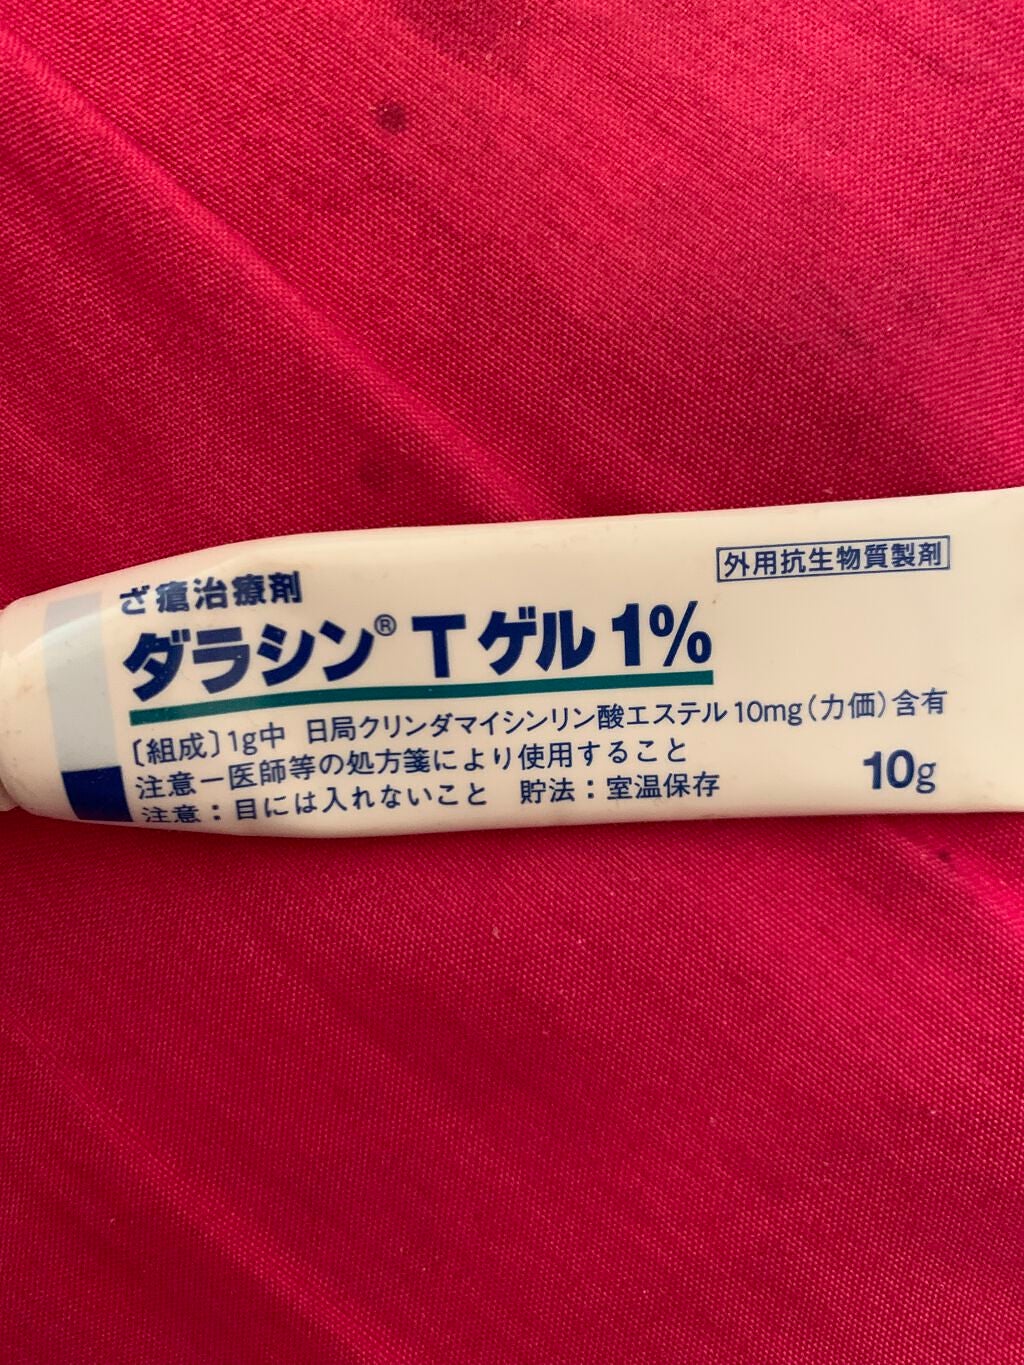 外用抗生物質製剤
ざ瘡治療剤
ダラシン® Tゲル1%
〔組成〕1g中 日局クリンダマイシンリン酸エステル10mg(力価)含有
注意－医師等の処方箋により使用すること
注意：目には入れないこと 貯法：室温保存
10g